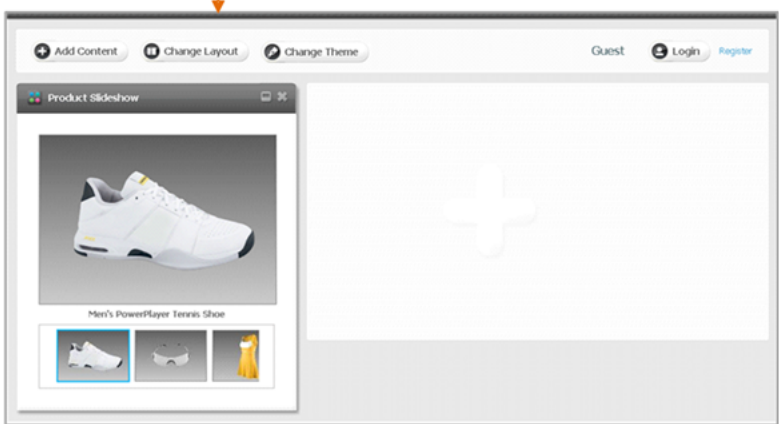 Add Content Change Layout Change Theme Guest Login Register
Product Slideshow
Men's PowerPlayer Tennis Shoe